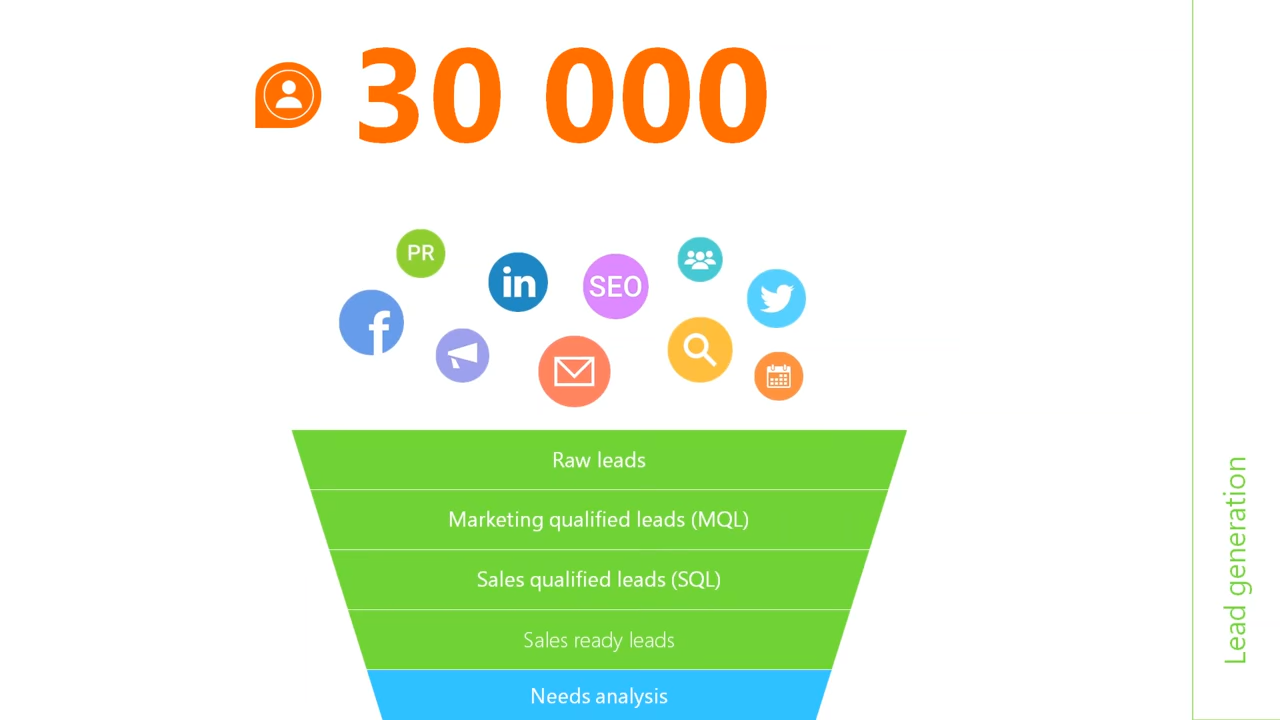 30 000
PR
in
SEO
f
Raw leads
Marketing qualified leads (MQL)
Sales qualified leads (SQL)
Sales ready leads
Needs analysis
Lead generation